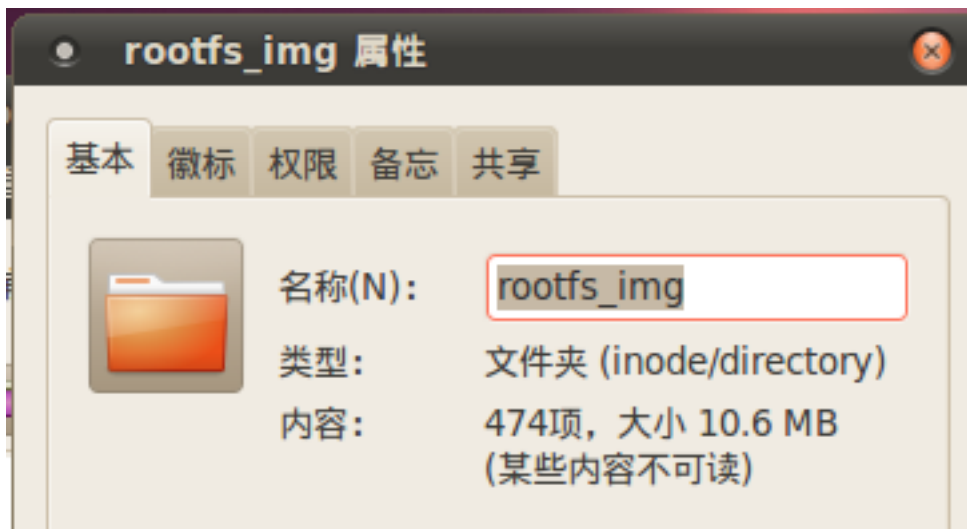 rootfs_img 属性
基本 徽标 权限 备忘 共享
名称(N): rootfs_img
类型: 文件夹 (inode/directory)
内容: 474项，大小 10.6 MB
(某些内容不可读)